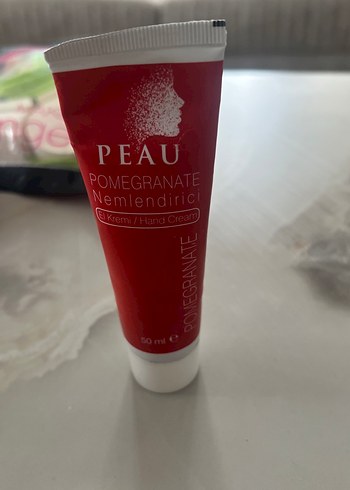 PEAU
POMEGRANATE
Nemlendirici
El Kremi / Hand Cream
POMEGRANATE
50 ml ℮